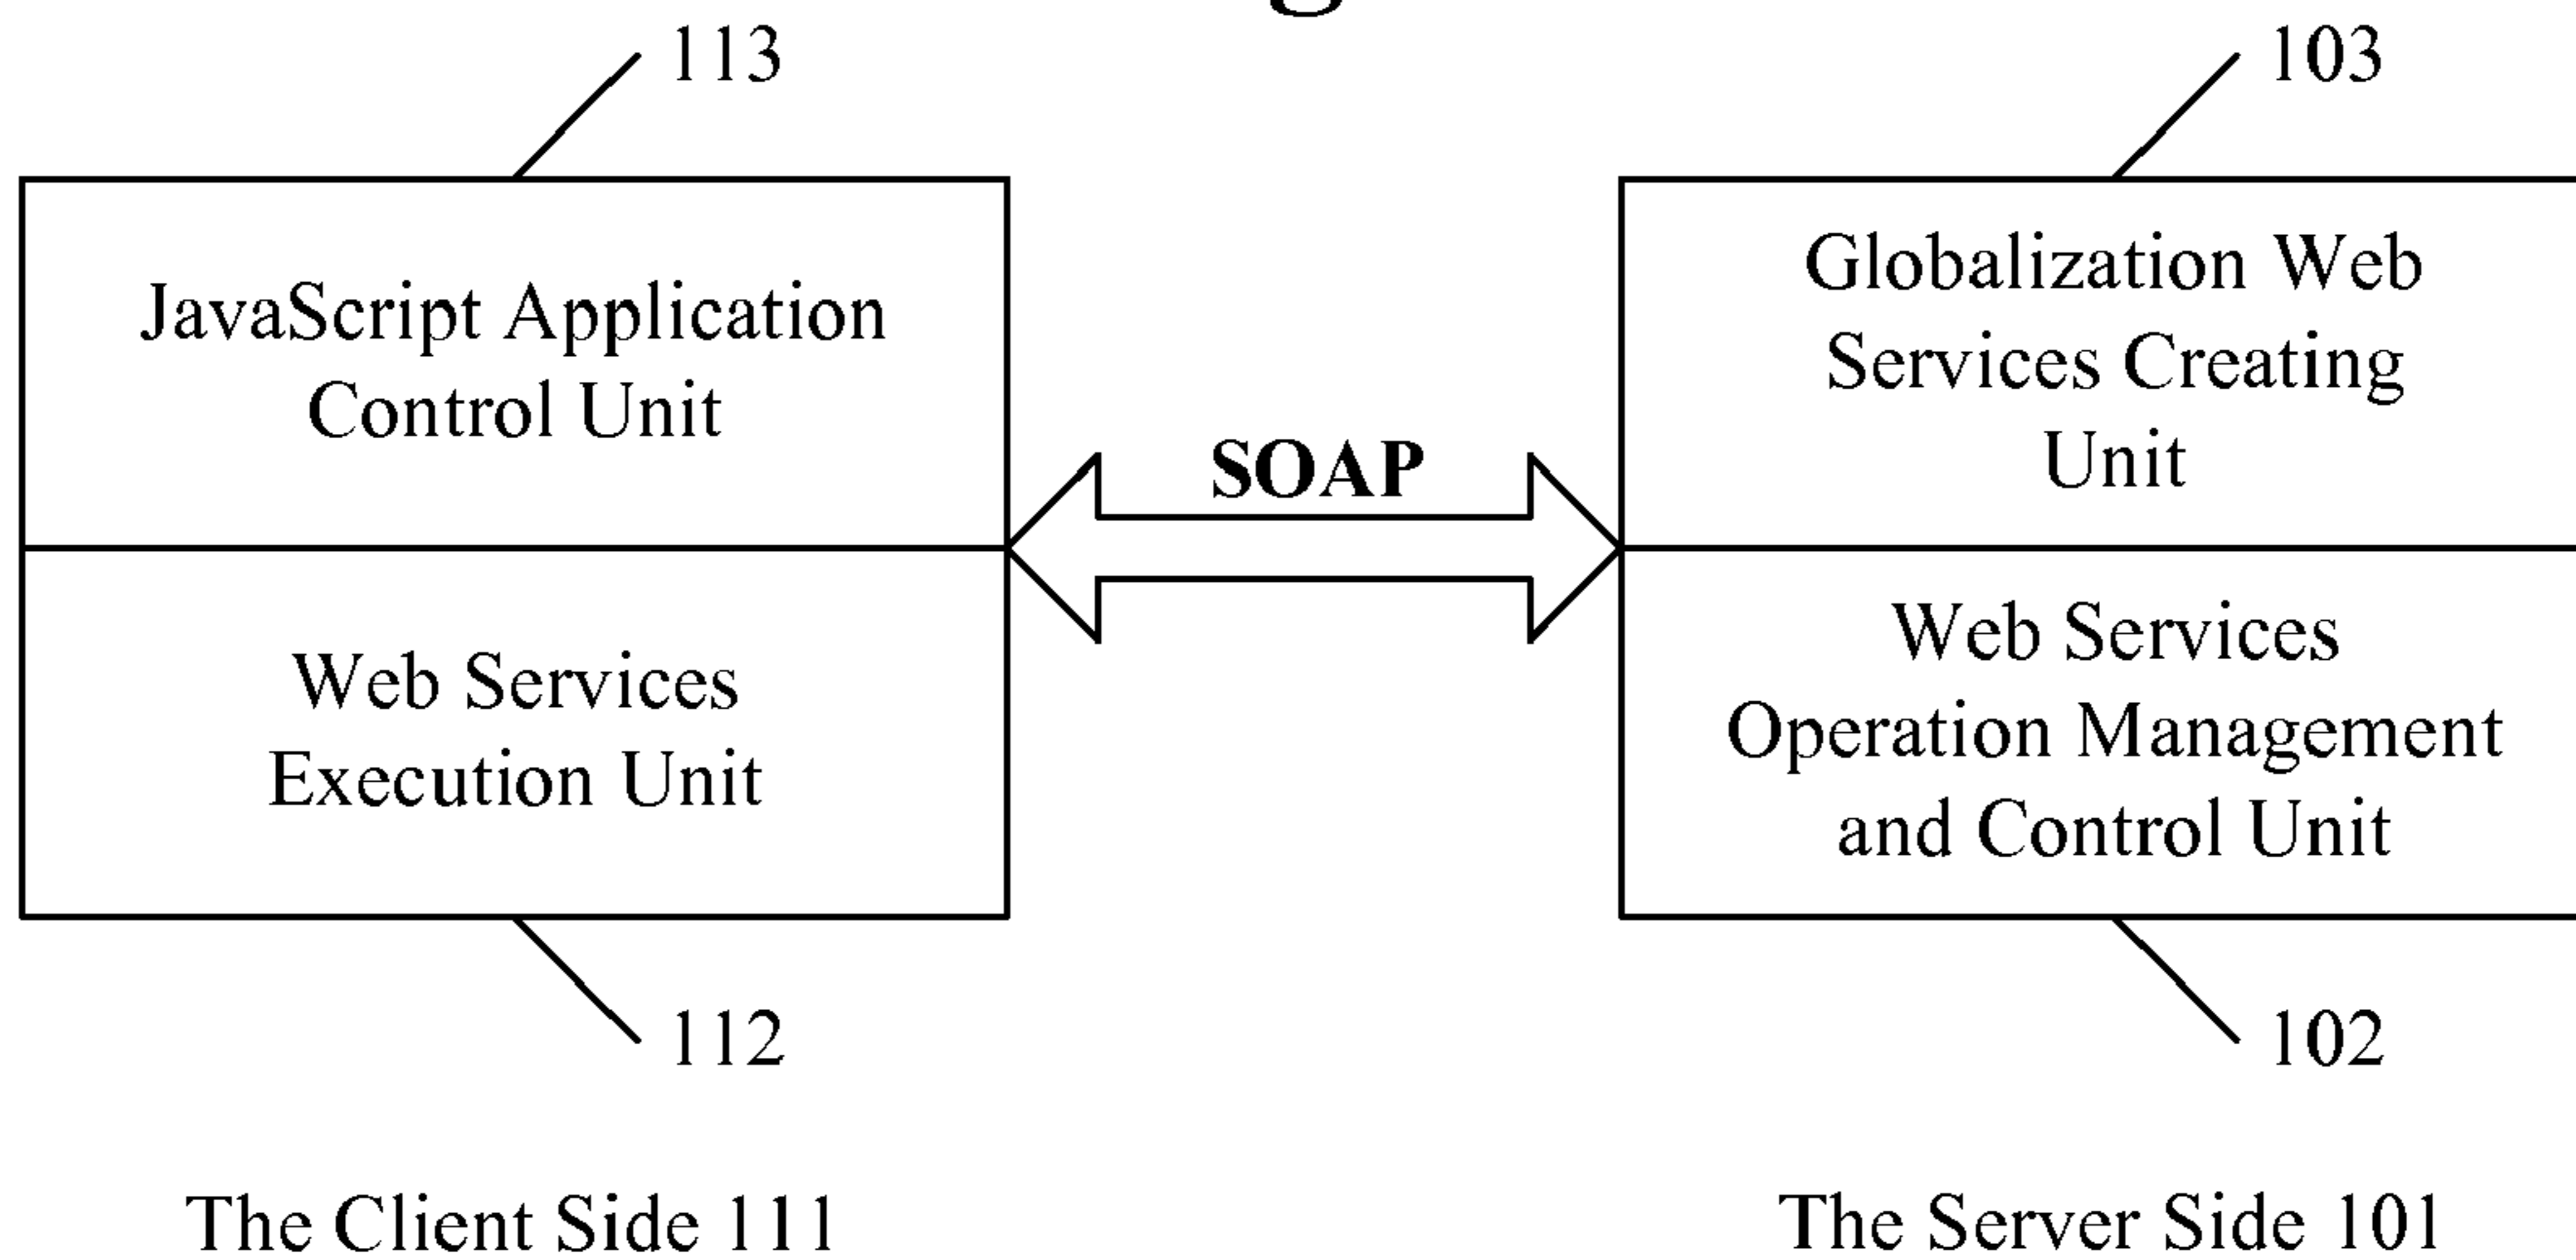 113
103
JavaScript Application
Control Unit
Globalization Web
Services Creating
Unit
SOAP
Web Services
Execution Unit
Web Services
Operation Management
and Control Unit
112
102
The Client Side 111
The Server Side 101